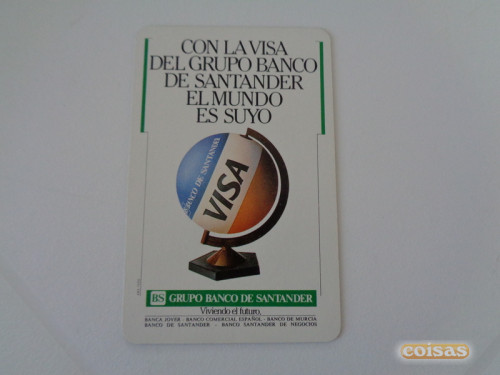 CON LA VISA
DEL GRUPO BANCO
DE SANTANDER
EL MUNDO
ES SUYO
BANCO DE SANTANDER
VISA
BS GRUPO BANCO DE SANTANDER
Viviendo el futuro.
BANCA JOVER - BANCO COMERCIAL ESPAÑOL - BANCO DE MURCIA
BANCO DE SANTANDER - BANCO SANTANDER DE NEGOCIOS
coisas